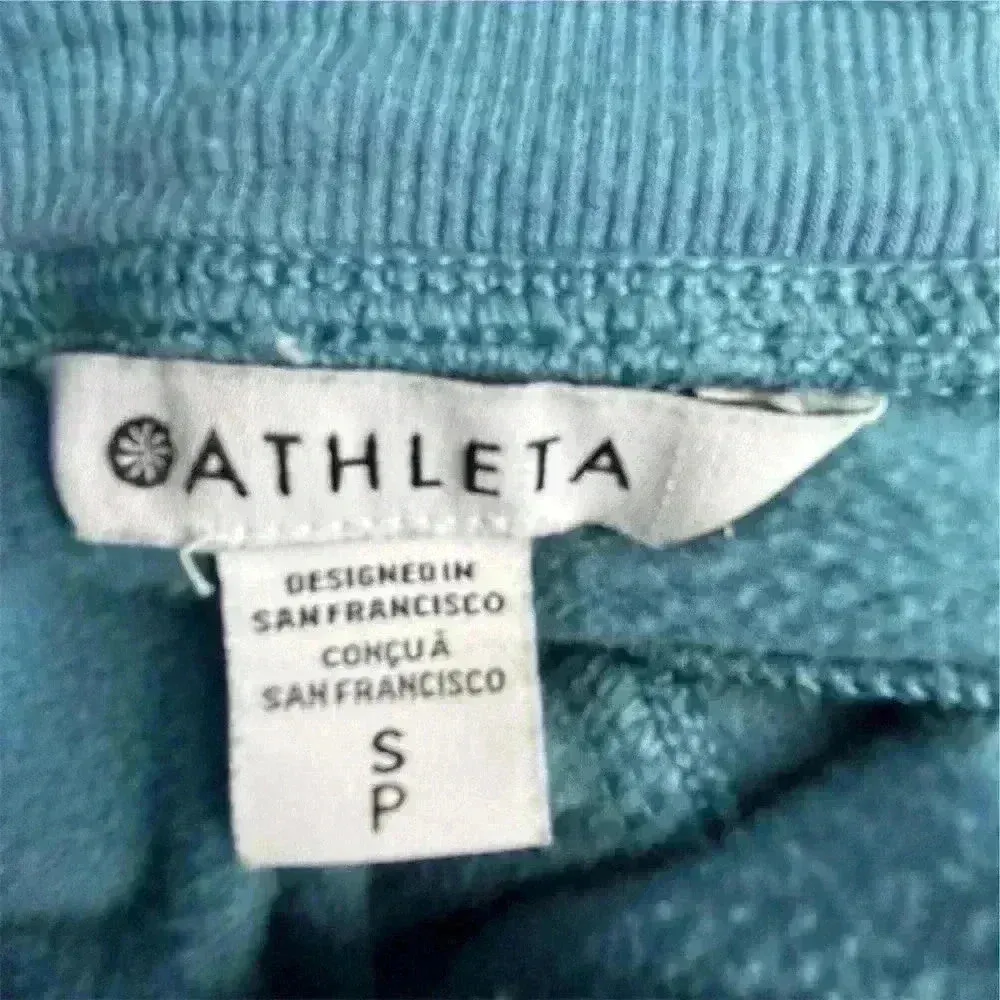 ATHLETA
DESIGNED IN
SAN FRANCISCO
CONÇU À
SAN FRANCISCO
S
P